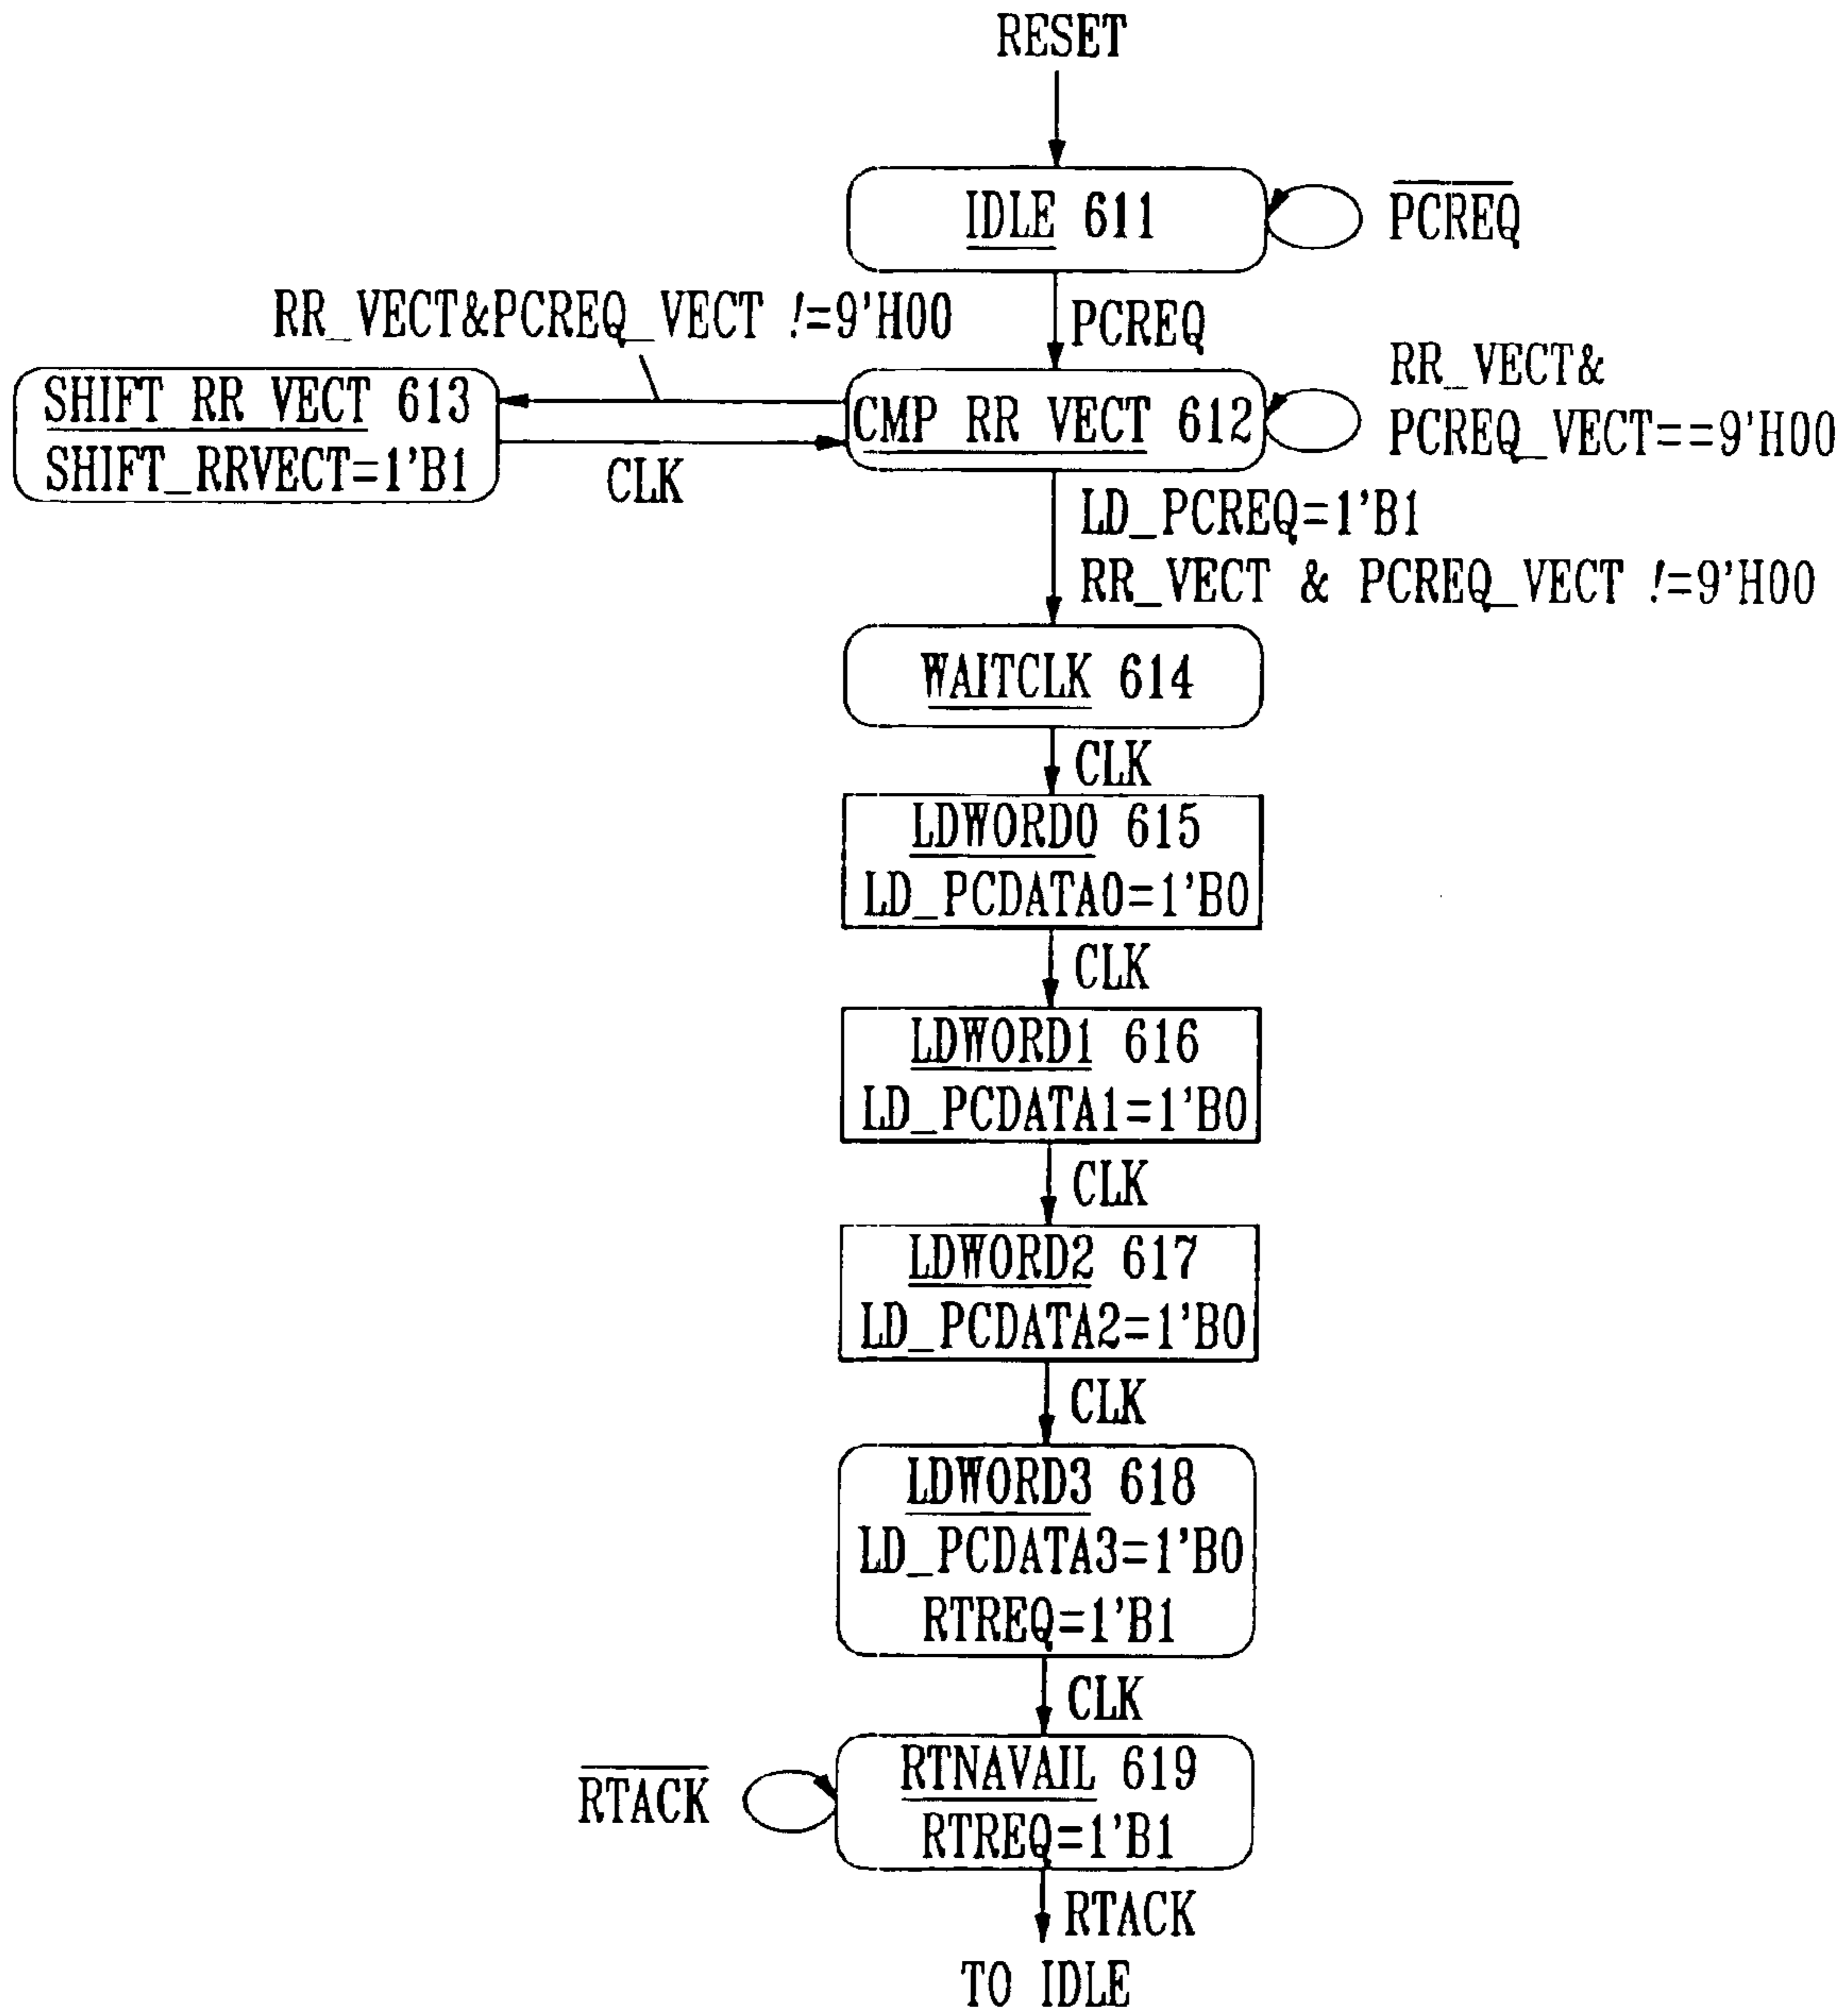 RESET
IDLE 611
PCREQ
RR_VECT&PCREQ_VECT !=9'H00
PCREQ
RR_VECT&
PCREQ_VECT==9'H00
SHIFT RR VECT 613
SHIFT_RRVECT=1'B1
CLK
CMP RR VECT 612
LD_PCREQ=1'B1
RR_VECT & PCREQ_VECT !=9'H00
WAITCLK 614
CLK
LDWORD0 615
LD_PCDATA0=1'B0
CLK
LDWORD1 616
LD_PCDATA1=1'B0
CLK
LDWORD2 617
LD_PCDATA2=1'B0
CLK
LDWORD3 618
LD_PCDATA3=1'B0
RTREQ=1'B1
CLK
RTACK
RTNAVAIL 619
RTREQ=1'B1
RTACK
TO IDLE